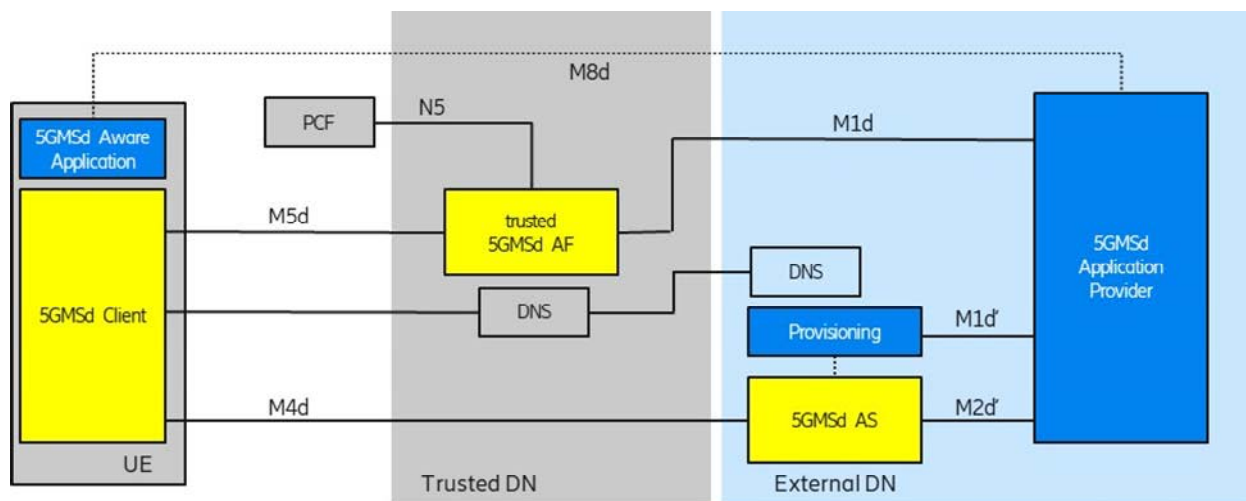 M8d
5GMSd Aware
Application
PCF
N5
M1d
M5d
trusted
5GMSd AF
5GMSd
Application
Provider
DNS
5GMSd Client
DNS
Provisioning
M1d'
M4d
5GMSd AS
M2d'
UE
Trusted DN
External DN